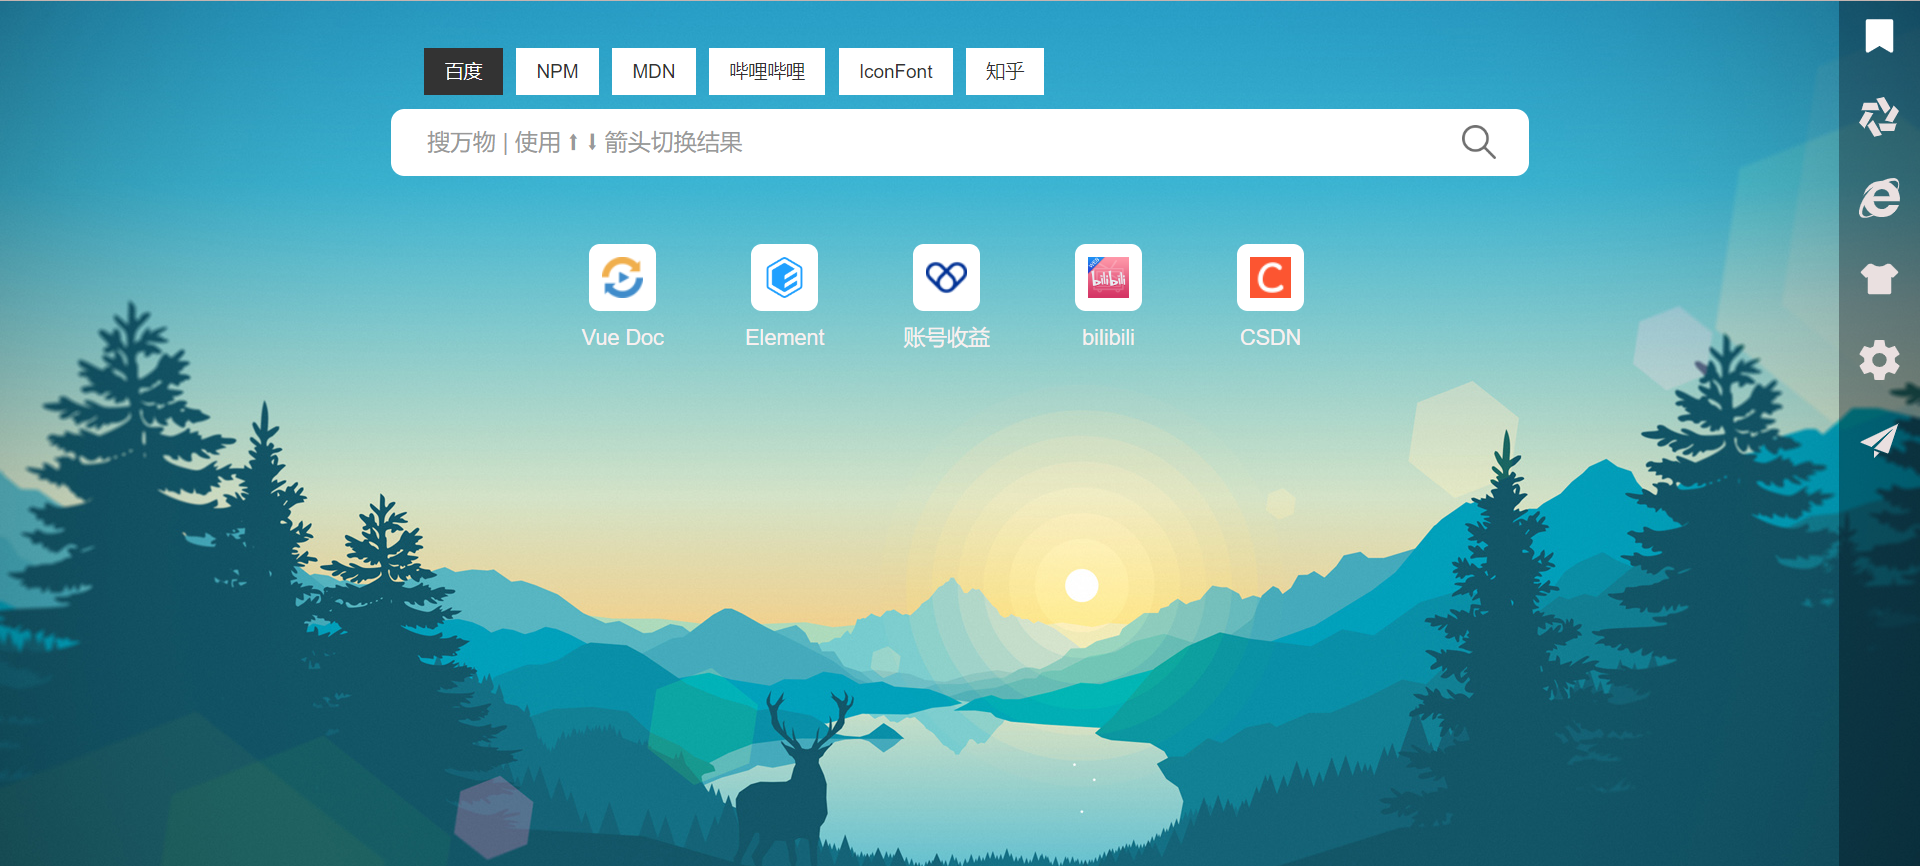 百度 NPM MDN 哔哩哔哩 IconFont 知乎
搜万物 | 使用 ⬆ ⬇ 箭头切换结果
bilibili
Vue Doc Element 账号收益 bilibili CSDN